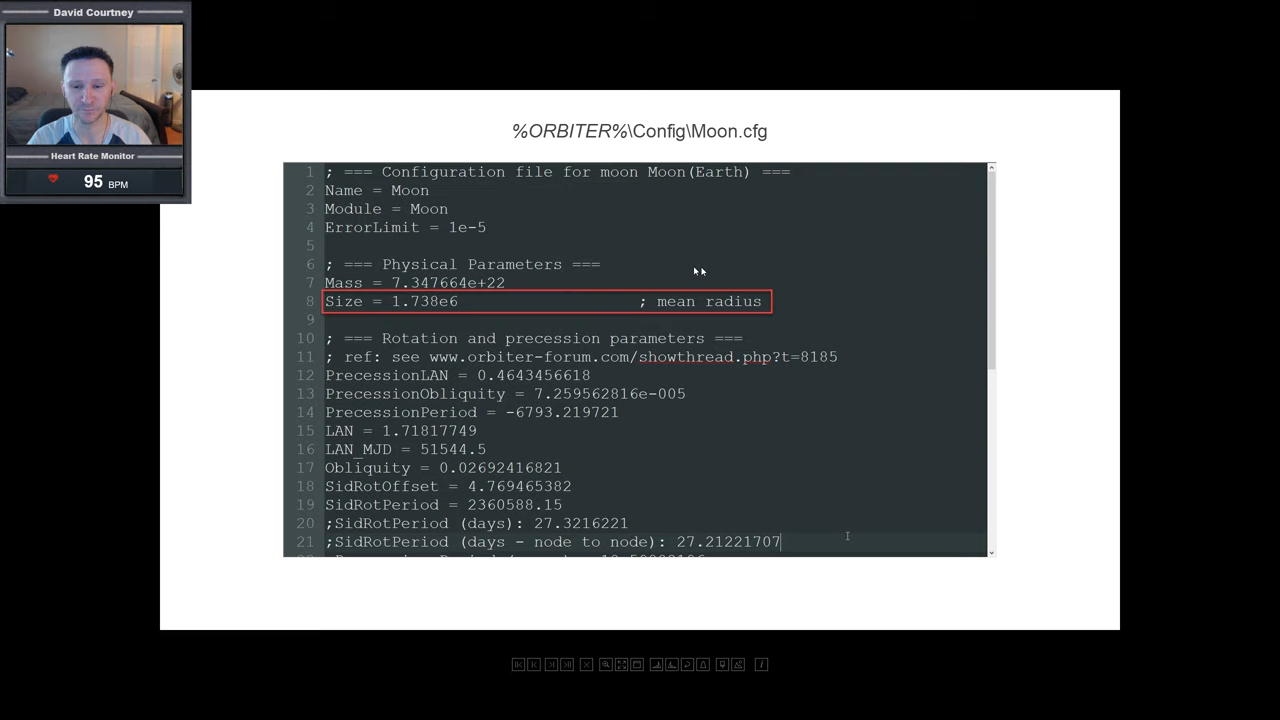 David Courtney
Heart Rate Monitor
95 BPM
%ORBITER%\Config\Moon.cfg
1 ; === Configuration file for moon Moon(Earth) ===
2 Name = Moon
3 Module = Moon
4 ErrorLimit = 1e-5
5
6 ; === Physical Parameters ===
7 Mass = 7.347664e+22
8 Size = 1.738e6 ; mean radius
9
10 ; === Rotation and precession parameters ===
11 ; ref: see www.orbiter-forum.com/showthread.php?t=8185
12 PrecessionLAN = 0.4643456618
13 PrecessionObliquity = 7.259562816e-005
14 PrecessionPeriod = -6793.219721
15 LAN = 1.71817749
16 LAN_MJD = 51544.5
17 Obliquity = 0.02692416821
18 SidRotOffset = 4.769465382
19 SidRotPeriod = 2360588.15
20 ;SidRotPeriod (days): 27.3216221
21 ;SidRotPeriod (days - node to node): 27.21221707